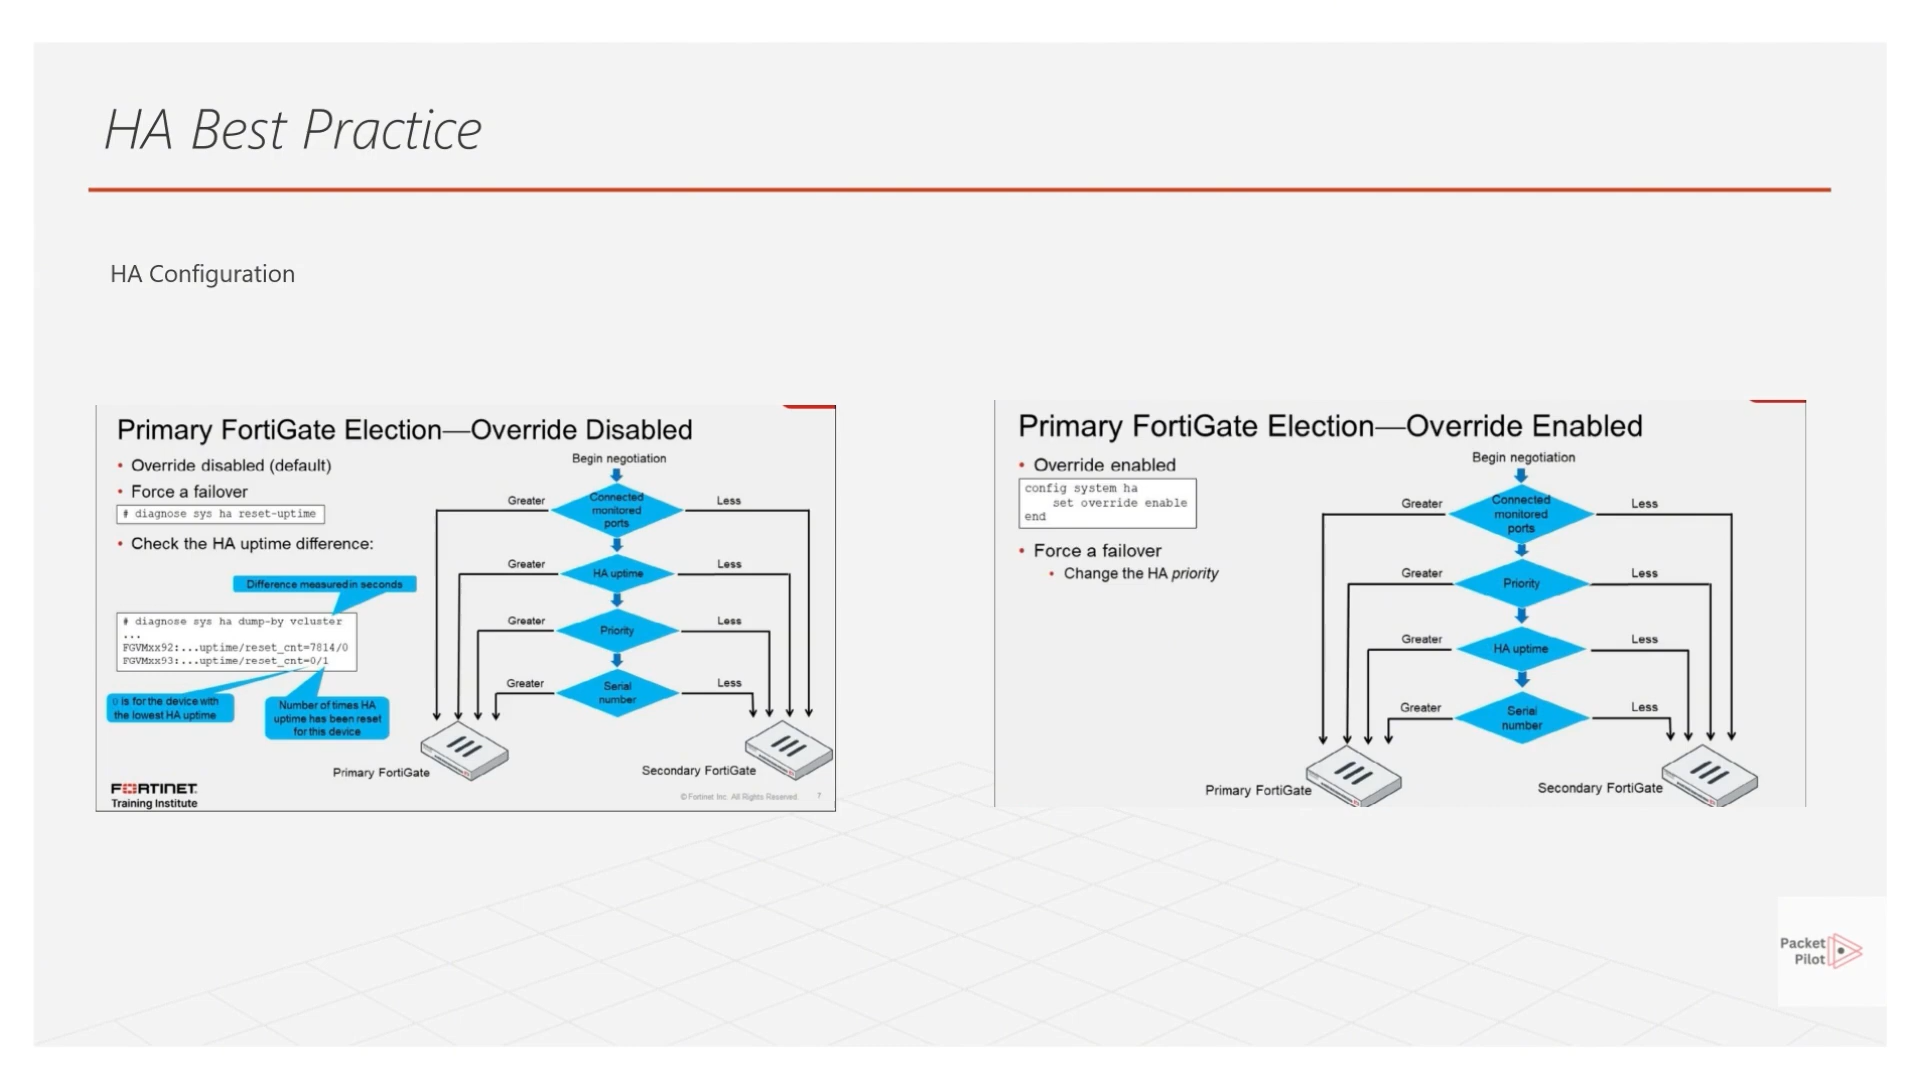 HA Best Practice
HA Configuration
Primary FortiGate Election—Override Disabled
• Override disabled (default)
• Force a failover
# diagnose sys ha reset-uptime
• Check the HA uptime difference:
Difference measured in seconds
# diagnose sys ha dump-by vcluster
...
FGVMxx92:...uptime/reset_cnt=7814/0
FGVMxx93:...uptime/reset_cnt=0/1
0 is for the device with
the lowest HA uptime
Number of times HA
uptime has been reset
for this device
Begin negotiation
Greater
Connected
monitored
ports
Less
Greater
HA uptime
Less
Greater
Priority
Less
Greater
Serial
number
Less
Primary FortiGate
Secondary FortiGate
FORTINET
Training Institute
© Fortinet Inc. All Rights Reserved.
7
Primary FortiGate Election—Override Enabled
• Override enabled
config system ha
set override enable
end
• Force a failover
• Change the HA priority
Begin negotiation
Greater
Connected
monitored
ports
Less
Greater
Priority
Less
Greater
HA uptime
Less
Greater
Serial
number
Less
Primary FortiGate
Secondary FortiGate
Packet
Pilot